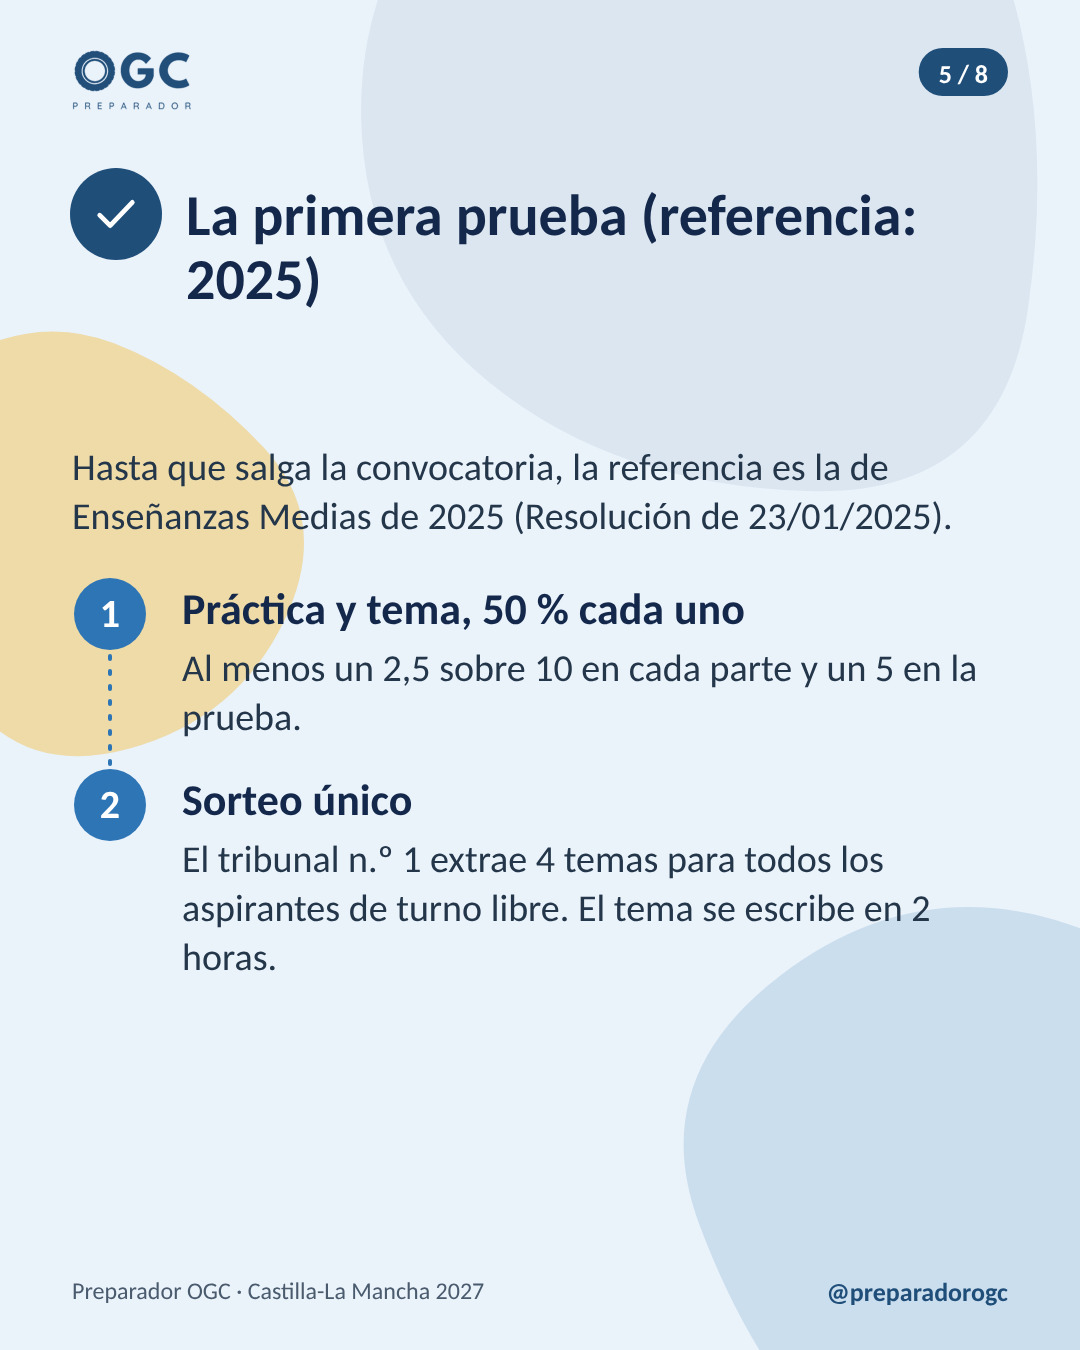 OGC
PREPARADOR
5 / 8
La primera prueba (referencia:
2025)
Hasta que salga la convocatoria, la referencia es la de
Enseñanzas Medias de 2025 (Resolución de 23/01/2025).
1
Práctica y tema, 50 % cada uno
Al menos un 2,5 sobre 10 en cada parte y un 5 en la
prueba.
2
Sorteo único
El tribunal n.º 1 extrae 4 temas para todos los
aspirantes de turno libre. El tema se escribe en 2
horas.
Preparador OGC · Castilla-La Mancha 2027
@preparadorogc